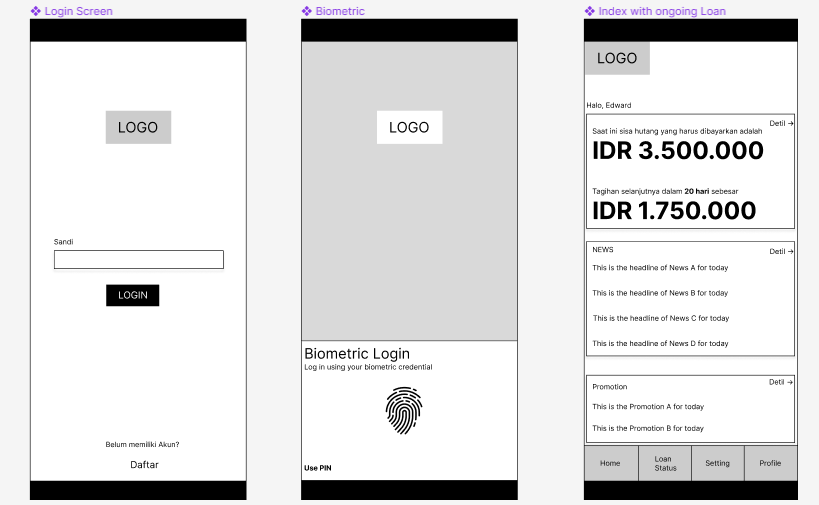 Login Screen
LOGO
Sandi
LOGIN
Belum memiliki Akun?
Daftar
Biometric
LOGO
Biometric Login
Log in using your biometric credential
Use PIN
Index with ongoing Loan
LOGO
Halo, Edward
Detil →
Saat ini sisa hutang yang harus dibayarkan adalah
IDR 3.500.000
Tagihan selanjutnya dalam 20 hari sebesar
IDR 1.750.000
NEWS
Detil →
This is the headline of News A for today
This is the headline of News B for today
This is the headline of News C for today
This is the headline of News D for today
Promotion
Detil →
This is the Promotion A for today
This is the Promotion B for today
Home
Loan
Status
Setting
Profile